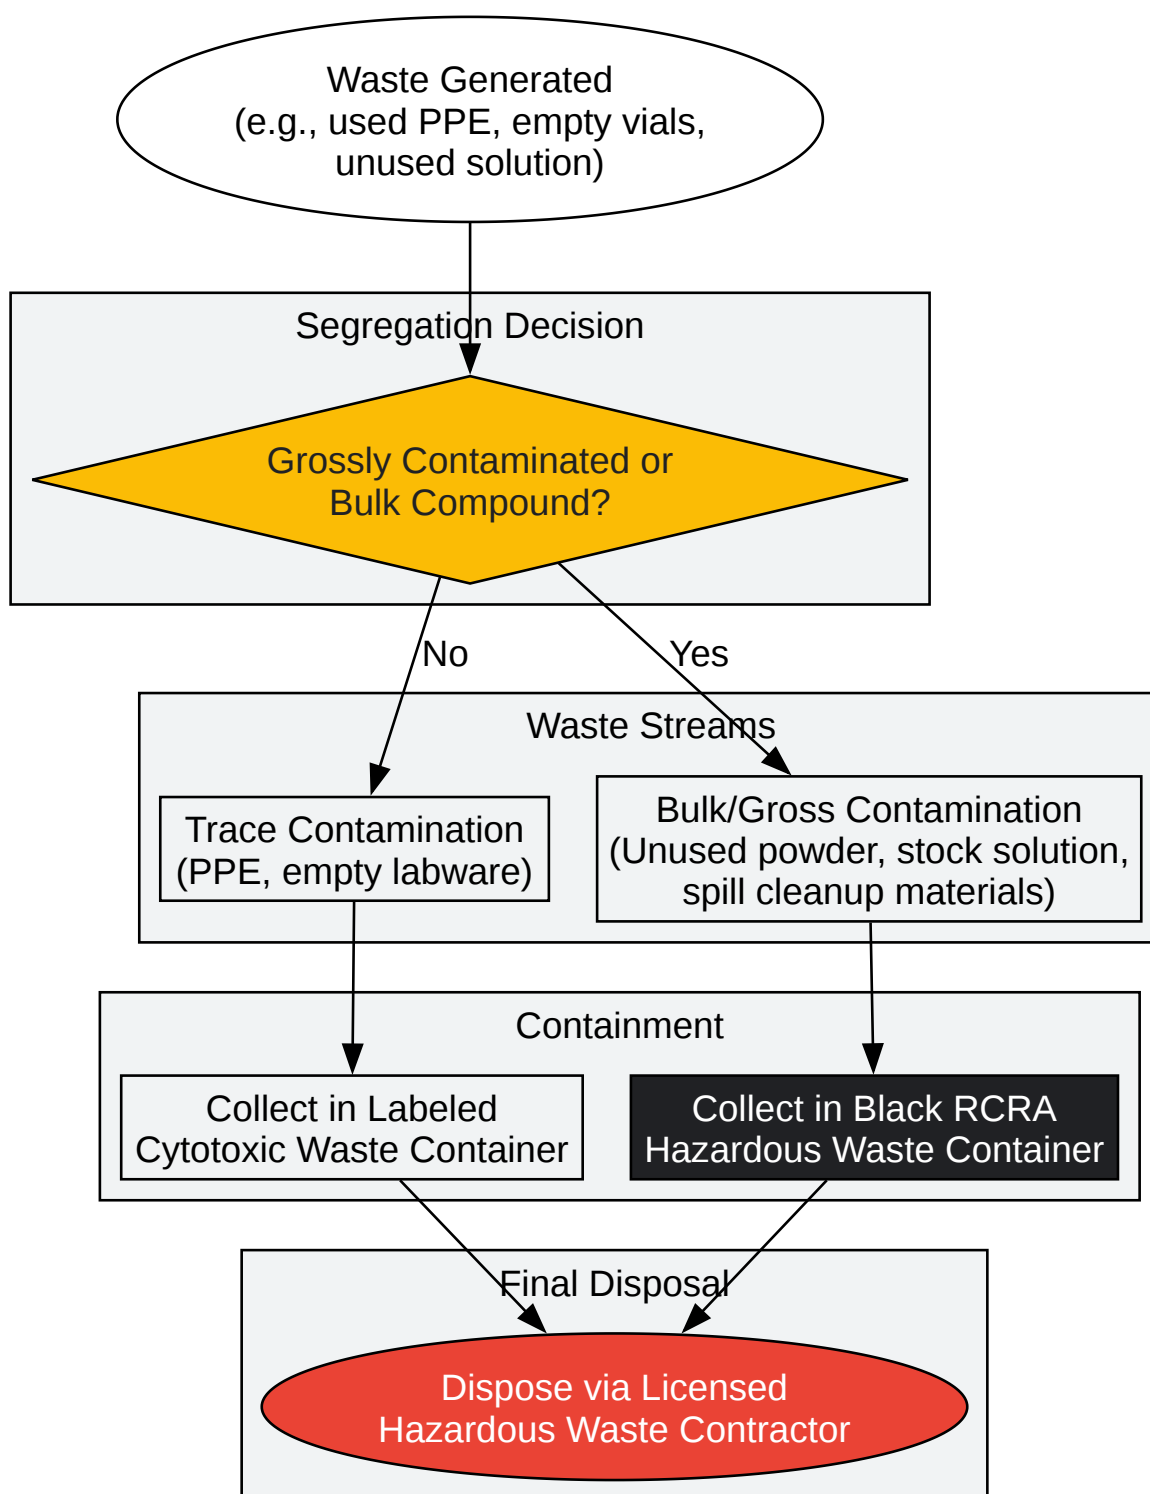 Waste Generated
(e.g., used PPE, empty vials,
unused solution)
Segregation Decision
Grossly Contaminated or
Bulk Compound?
No
Yes
Waste Streams
Trace Contamination
(PPE, empty labware)
Bulk/Gross Contamination
(Unused powder, stock solution,
spill cleanup materials)
Containment
Collect in Labeled
Cytotoxic Waste Container
Collect in Black RCRA
Hazardous Waste Container
Final Disposal
Dispose via Licensed
Hazardous Waste Contractor